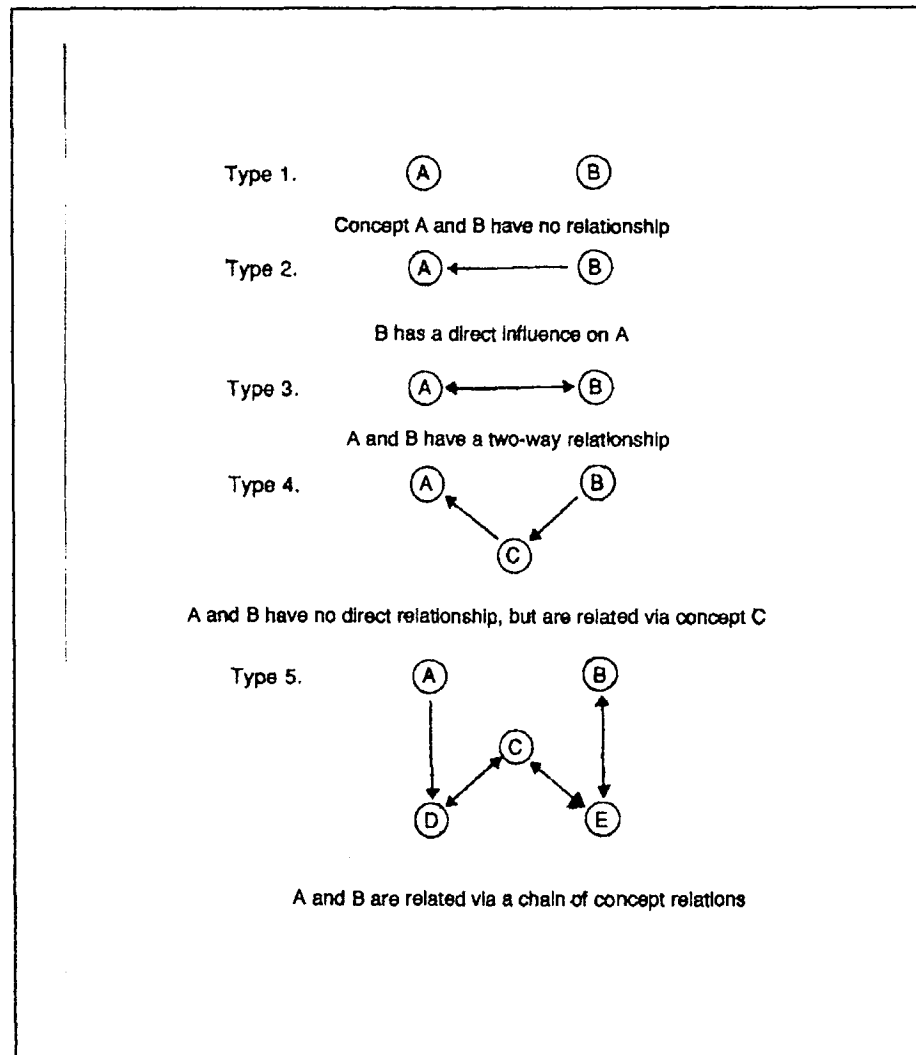 Type 1. A B
Concept A and B have no relationship
Type 2. A B
B has a direct influence on A
Type 3. A B
A and B have a two-way relationship
Type 4. A B
C
A and B have no direct relationship, but are related via concept C
Type 5. A B
C
D E
A and B are related via a chain of concept relations